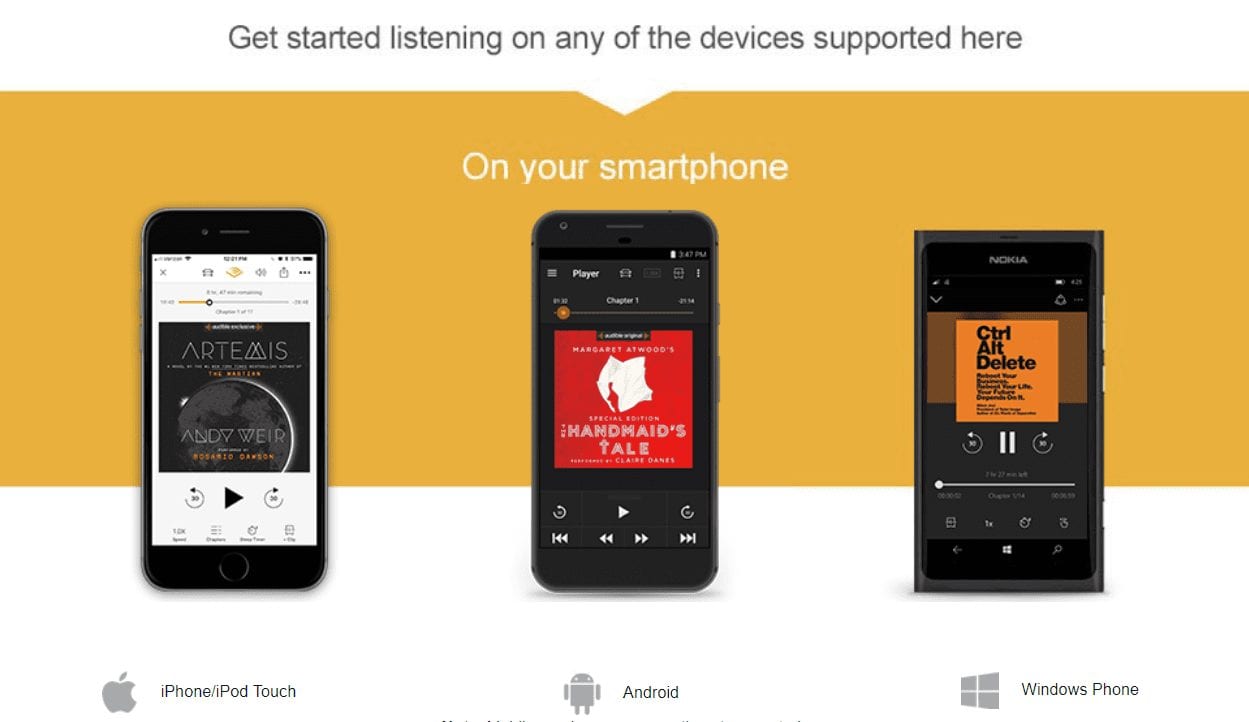 Get started listening on any of the devices supported here
On your smartphone
12:01 PM
8 hr, 47 min remaining
-28:48
Chapter 1 of 17
audible exclusive
ARTEMIS
A NOVEL BY THE #1 NEW YORK TIMES BESTSELLING AUTHOR OF
THE MARTIAN
ANDY WEIR
PERFORMED BY
ROSARIO DAWSON
30
30
1.0X
Speed
Chapters
Sleep Timer
+ Clip
3:47 PM
Player
01:32
Chapter 1
-21:14
audible original
MARGARET ATWOOD'S
SPECIAL EDITION
THE
HANDMAID'S
TALE
PERFORMED BY CLAIRE DANES
NOKIA
4:21
Ctrl
Alt
Delete
Reboot Your
Business.
Reboot Your Life.
Your Future
Depends On It.
30
30
7 hr 27 min left
00:00:02
Chapter 1/14
1x
iPhone/iPod Touch
Android
Windows Phone